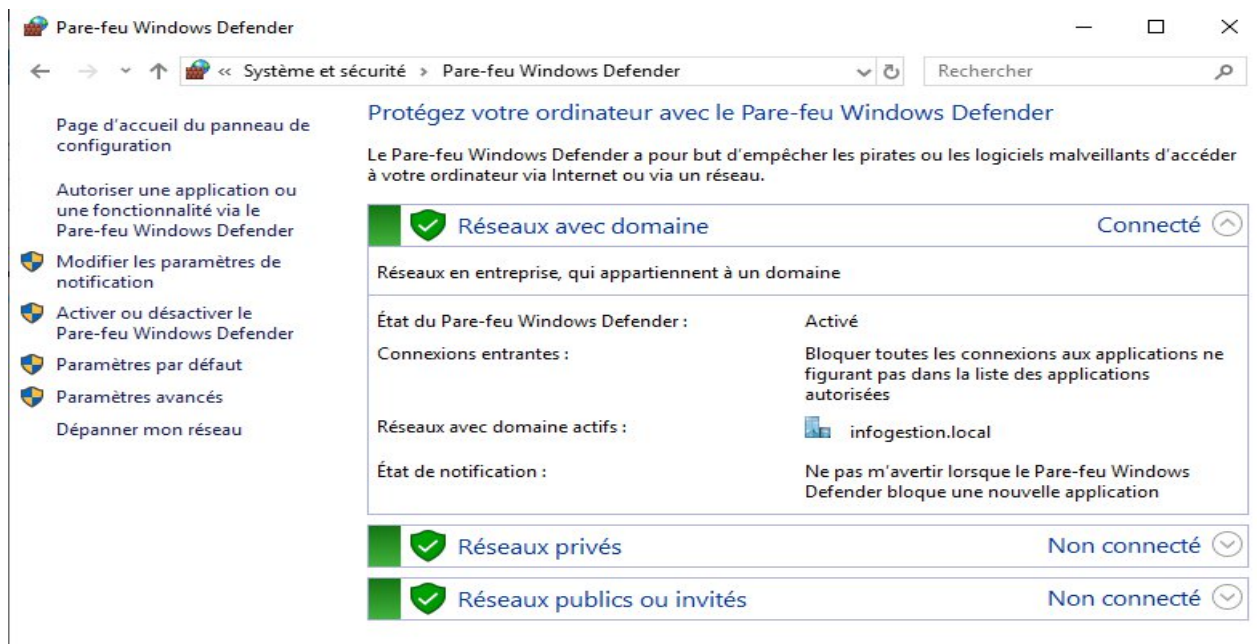 Pare-feu Windows Defender
« Système et sécurité › Pare-feu Windows Defender
Rechercher
Page d'accueil du panneau de
configuration
Autoriser une application ou
une fonctionnalité via le
Pare-feu Windows Defender
Modifier les paramètres de
notification
Activer ou désactiver le
Pare-feu Windows Defender
Paramètres par défaut
Paramètres avancés
Dépanner mon réseau
Protégez votre ordinateur avec le Pare-feu Windows Defender
Le Pare-feu Windows Defender a pour but d'empêcher les pirates ou les logiciels malveillants d'accéder
à votre ordinateur via Internet ou via un réseau.
Réseaux avec domaine Connecté
Réseaux en entreprise, qui appartiennent à un domaine
État du Pare-feu Windows Defender : Activé
Connexions entrantes : Bloquer toutes les connexions aux applications ne
figurant pas dans la liste des applications
autorisées
Réseaux avec domaine actifs : infogestion.local
État de notification : Ne pas m'avertir lorsque le Pare-feu Windows
Defender bloque une nouvelle application
Réseaux privés Non connecté
Réseaux publics ou invités Non connecté